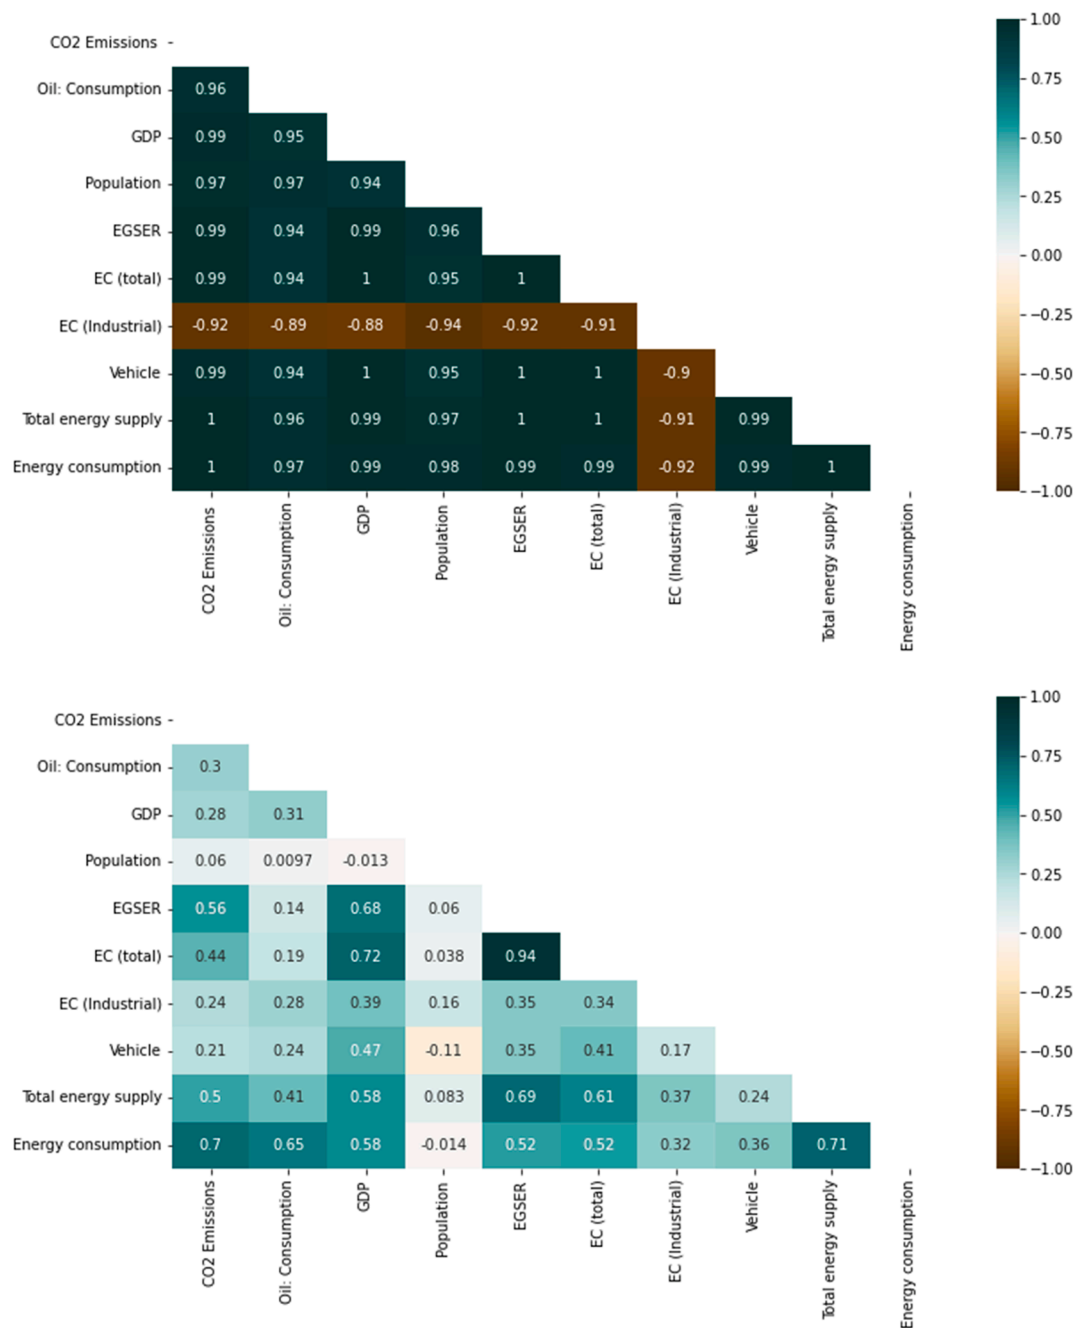 CO2 Emissions
Oil: Consumption 0.96
GDP 0.99 0.95
Population 0.97 0.97 0.94
EGSER 0.99 0.94 0.99 0.96
EC (total) 0.99 0.94 1 0.95 1
EC (Industrial) -0.92 -0.89 -0.88 -0.94 -0.92 -0.91
Vehicle 0.99 0.94 1 0.95 1 1 -0.9
Total energy supply 1 0.96 0.99 0.97 1 1 -0.91 0.99
Energy consumption 1 0.97 0.99 0.98 0.99 0.99 -0.92 0.99 1
CO2 Emissions
Oil: Consumption
GDP
Population
EGSER
EC (total)
EC (Industrial)
Vehicle
Total energy supply
Energy consumption
1.00
0.75
0.50
0.25
0.00
−0.25
−0.50
−0.75
−1.00
CO2 Emissions
Oil: Consumption 0.3
GDP 0.28 0.31
Population 0.06 0.0097 -0.013
EGSER 0.56 0.14 0.68 0.06
EC (total) 0.44 0.19 0.72 0.038 0.94
EC (Industrial) 0.24 0.28 0.39 0.16 0.35 0.34
Vehicle 0.21 0.24 0.47 -0.11 0.35 0.41 0.17
Total energy supply 0.5 0.41 0.58 0.083 0.69 0.61 0.37 0.24
Energy consumption 0.7 0.65 0.58 -0.014 0.52 0.52 0.32 0.36 0.71
CO2 Emissions
Oil: Consumption
GDP
Population
EGSER
EC (total)
EC (Industrial)
Vehicle
Total energy supply
Energy consumption
1.00
0.75
0.50
0.25
0.00
−0.25
−0.50
−0.75
−1.00